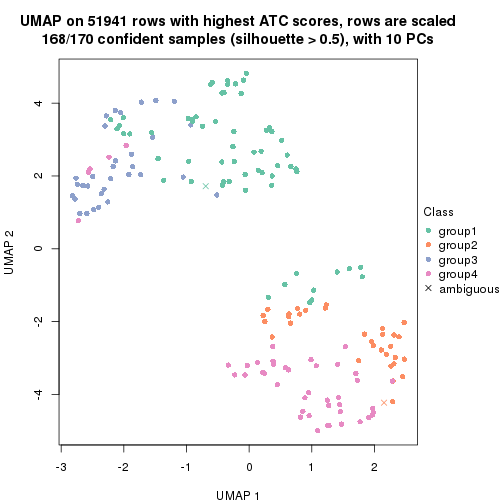 UMAP on 51941 rows with highest ATC scores, rows are scaled
168/170 confident samples (silhouette > 0.5), with 10 PCs
UMAP 2
4
2
0
-2
-4
-3
-2
-1
0
1
2
UMAP 1
Class
group1
group2
group3
group4
ambiguous